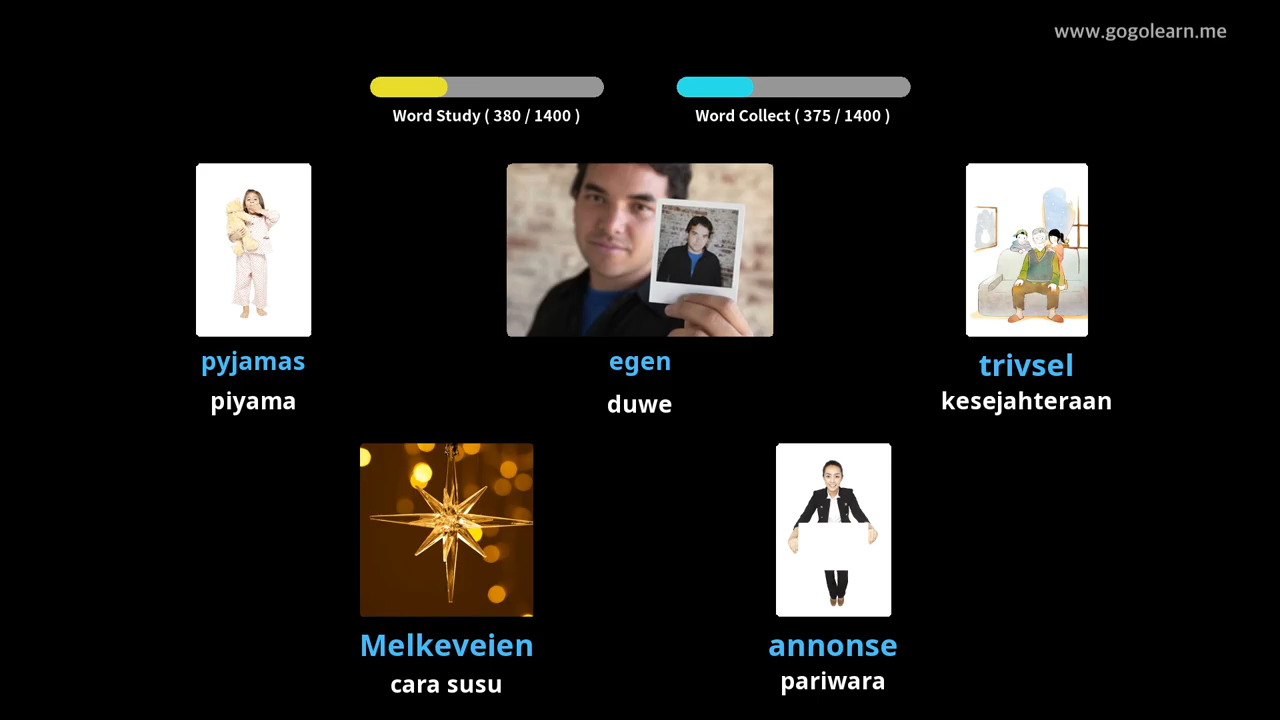 www.gogolearn.me
Word Study ( 380 / 1400 )
Word Collect ( 375 / 1400 )
pyjamas
piyama
egen
duwe
trivsel
kesejahteraan
Melkeveien
cara susu
annonse
pariwara